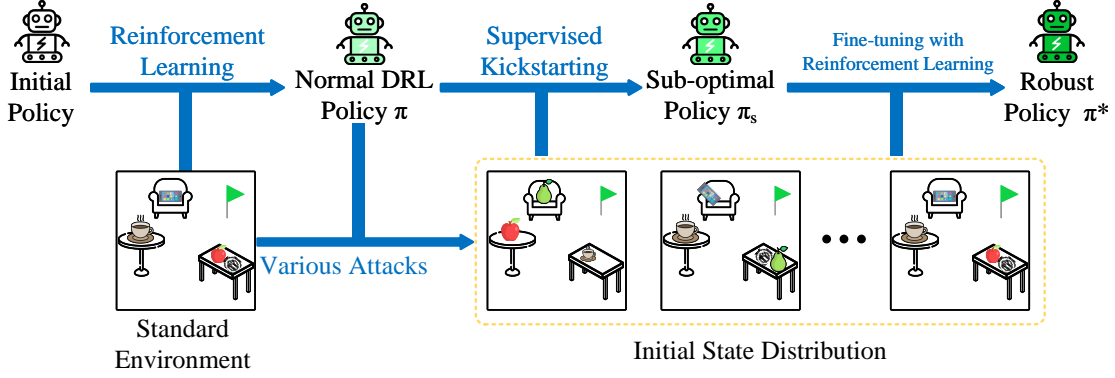 Initial
Policy
Reinforcement
Learning
Normal DRL
Policy π
Supervised
Kickstarting
Sub-optimal
Policy πs
Fine-tuning with
Reinforcement Learning
Robust
Policy π*
Various Attacks
Standard
Environment
Initial State Distribution